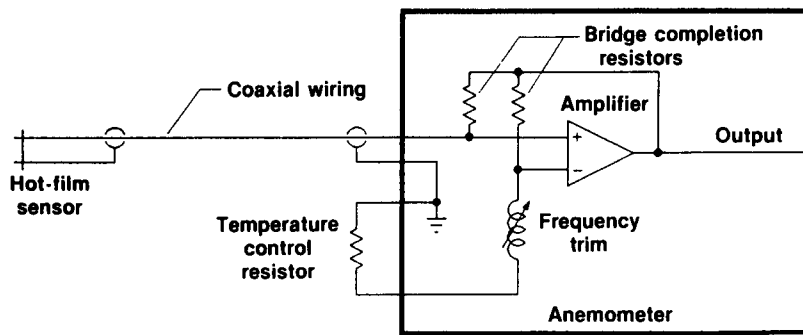 Bridge completion
resistors
Coaxial wiring
Amplifier
+
−
Output
Hot-film
sensor
Temperature
control
resistor
Frequency
trim
Anemometer